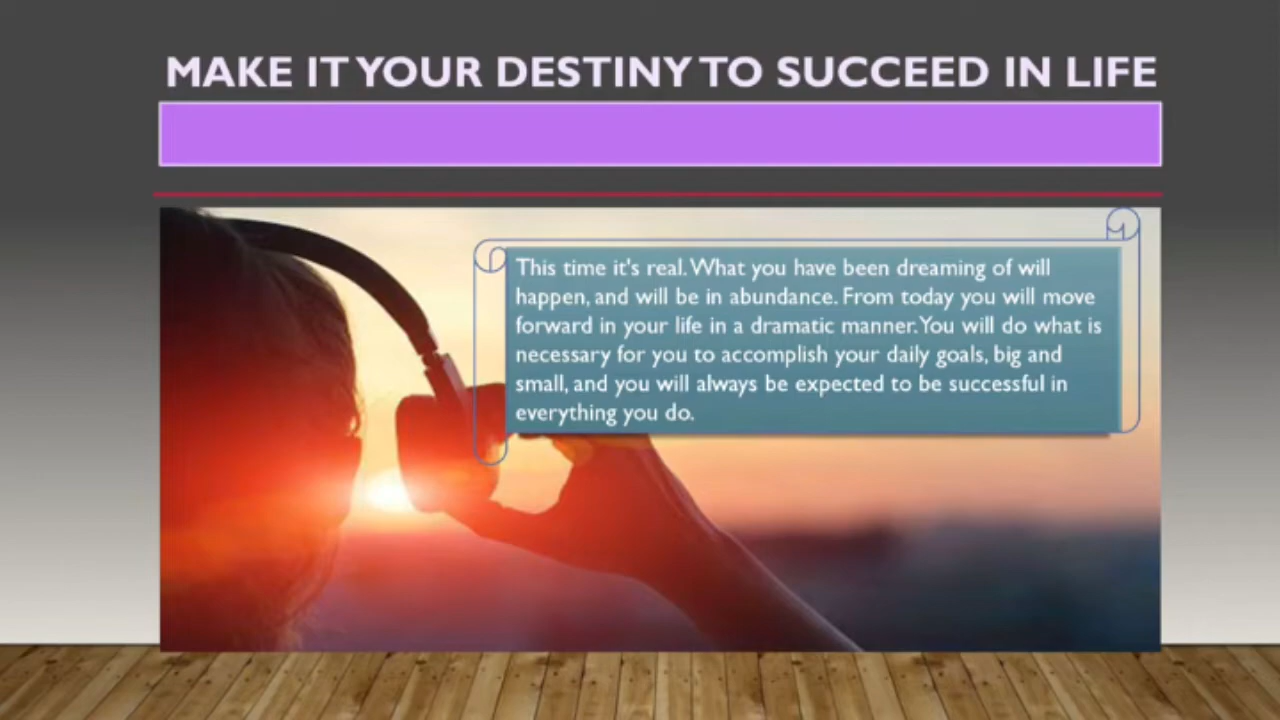 MAKE IT YOUR DESTINY TO SUCCEED IN LIFE
This time it's real. What you have been dreaming of will
happen, and will be in abundance. From today you will move
forward in your life in a dramatic manner. You will do what is
necessary for you to accomplish your daily goals, big and
small, and you will always be expected to be successful in
everything you do.